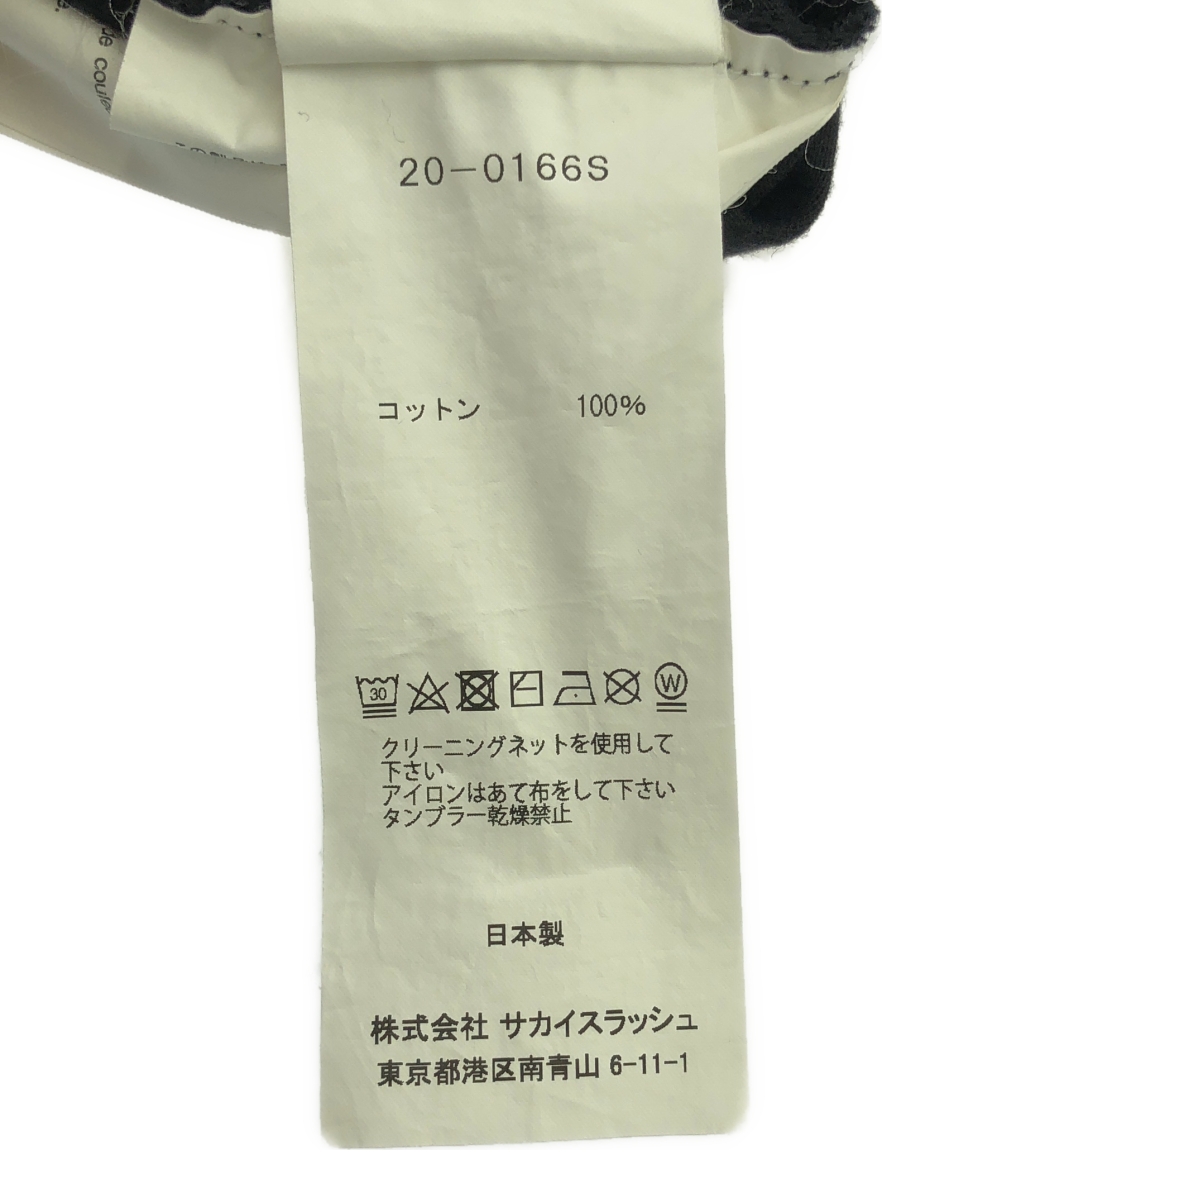 de coule
20-0166S
コットン 100%
30
W
クリーニングネットを使用して
下さい
アイロンはあて布をして下さい
タンブラー乾燥禁止
日本製
株式会社 サカイスラッシュ
東京都港区南青山 6-11-1